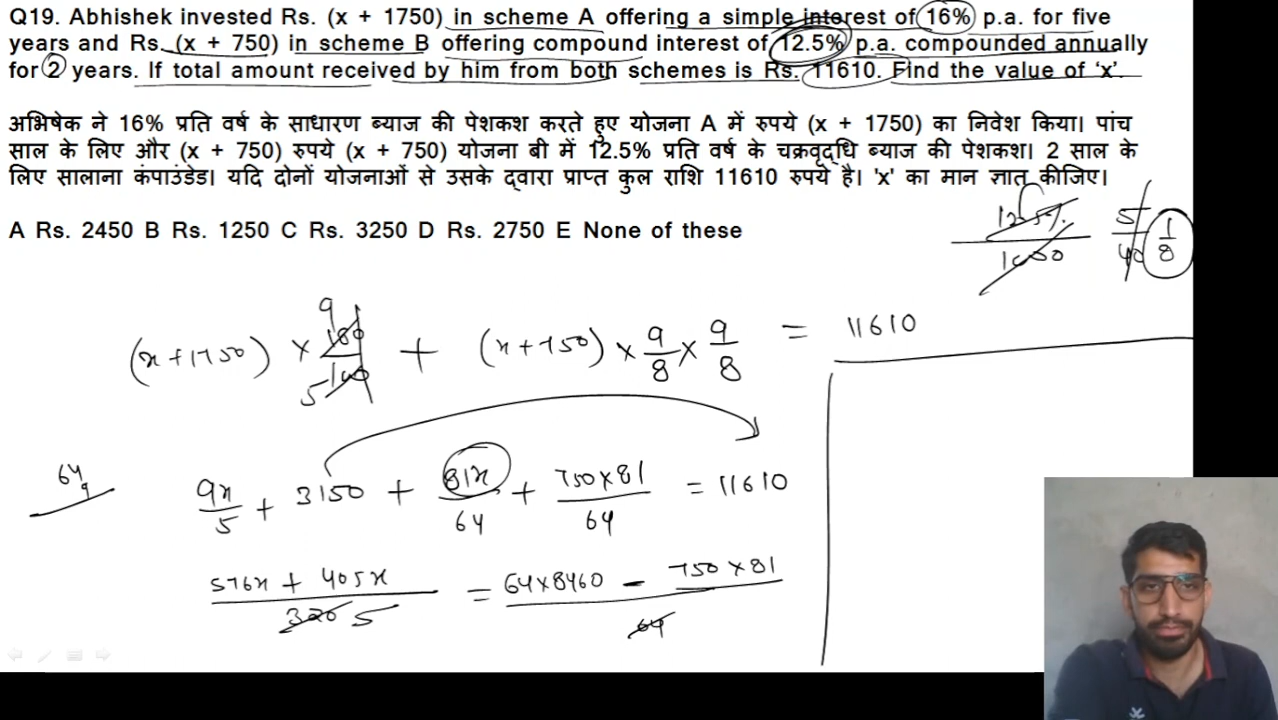 Q19. Abhishek invested Rs. (x + 1750) in scheme A offering a simple interest of 16% p.a. for five
years and Rs. (x + 750) in scheme B offering compound interest of 12.5% p.a. compounded annually
for 2 years. If total amount received by him from both schemes is Rs. 11610. Find the value of ‘x’.
अभिषेक ने 16% प्रति वर्ष के साधारण ब्याज की पेशकश करते हुए योजना A में रुपये (x + 1750) का निवेश किया। पांच
साल के लिए और (x + 750) रुपये (x + 750) योजना बी में 12.5% प्रति वर्ष के चक्रवृद्धि ब्याज की पेशकश। 2 साल के
लिए सालाना कंपाउंडेड। यदि दोनों योजनाओं से उसके द्वारा प्राप्त कुल राशि 11610 रुपये है। 'x' का मान ज्ञात कीजिए।
A Rs. 2450 B Rs. 1250 C Rs. 3250 D Rs. 2750 E None of these
5/40 1/8
(x+1750) × 180/100 9/5 + (x+750) × 9/8 × 9/8 = 11610
64
9
9x/5 + 3150 + 81x/64 + 750×81/64 = 11610
576x + 405x / 320 5 = 64×8460 - 750×81 / 64